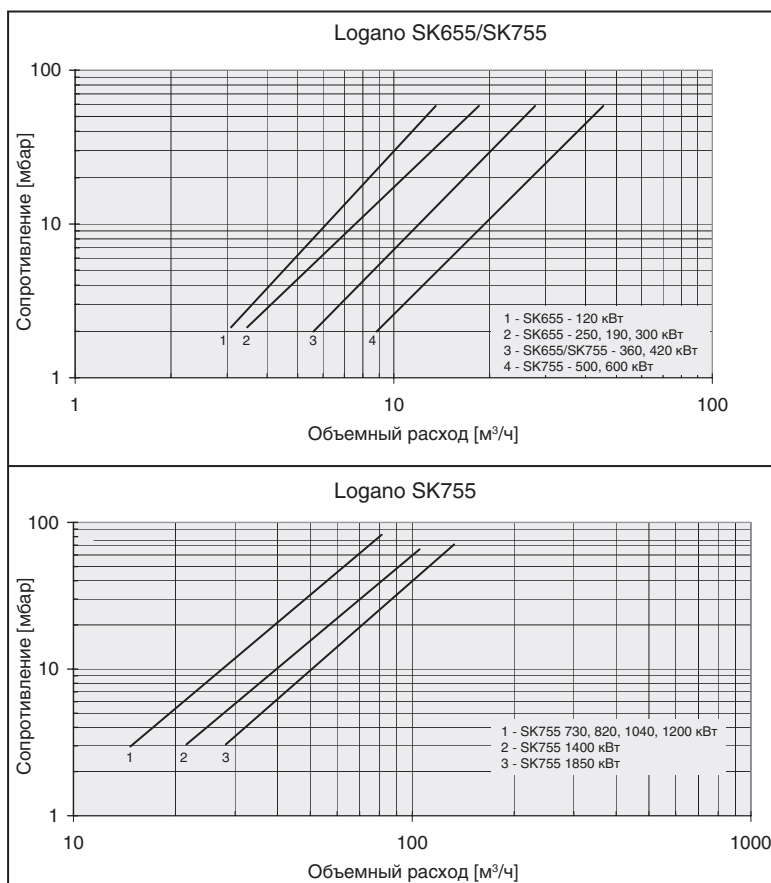 Logano SK655/SK755
100
10
1
Сопротивление [мбар]
1
2
3
4
1 - SK655 - 120 кВт
2 - SK655 - 250, 190, 300 кВт
3 - SK655/SK755 - 360, 420 кВт
4 - SK755 - 500, 600 кВт
1
10
100
Объемный расход [м³/ч]
Logano SK755
100
10
1
Сопротивление [мбар]
1
2
3
1 - SK755 730, 820, 1040, 1200 кВт
2 - SK755 1400 кВт
3 - SK755 1850 кВт
10
100
1000
Объемный расход [м³/ч]